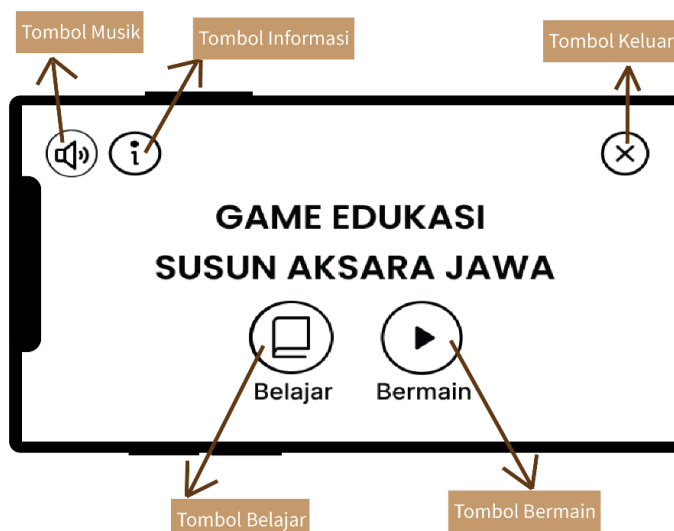 Tombol Musik
Tombol Informasi
Tombol Keluar
GAME EDUKASI
SUSUN AKSARA JAWA
Belajar
Bermain
Tombol Belajar
Tombol Bermain